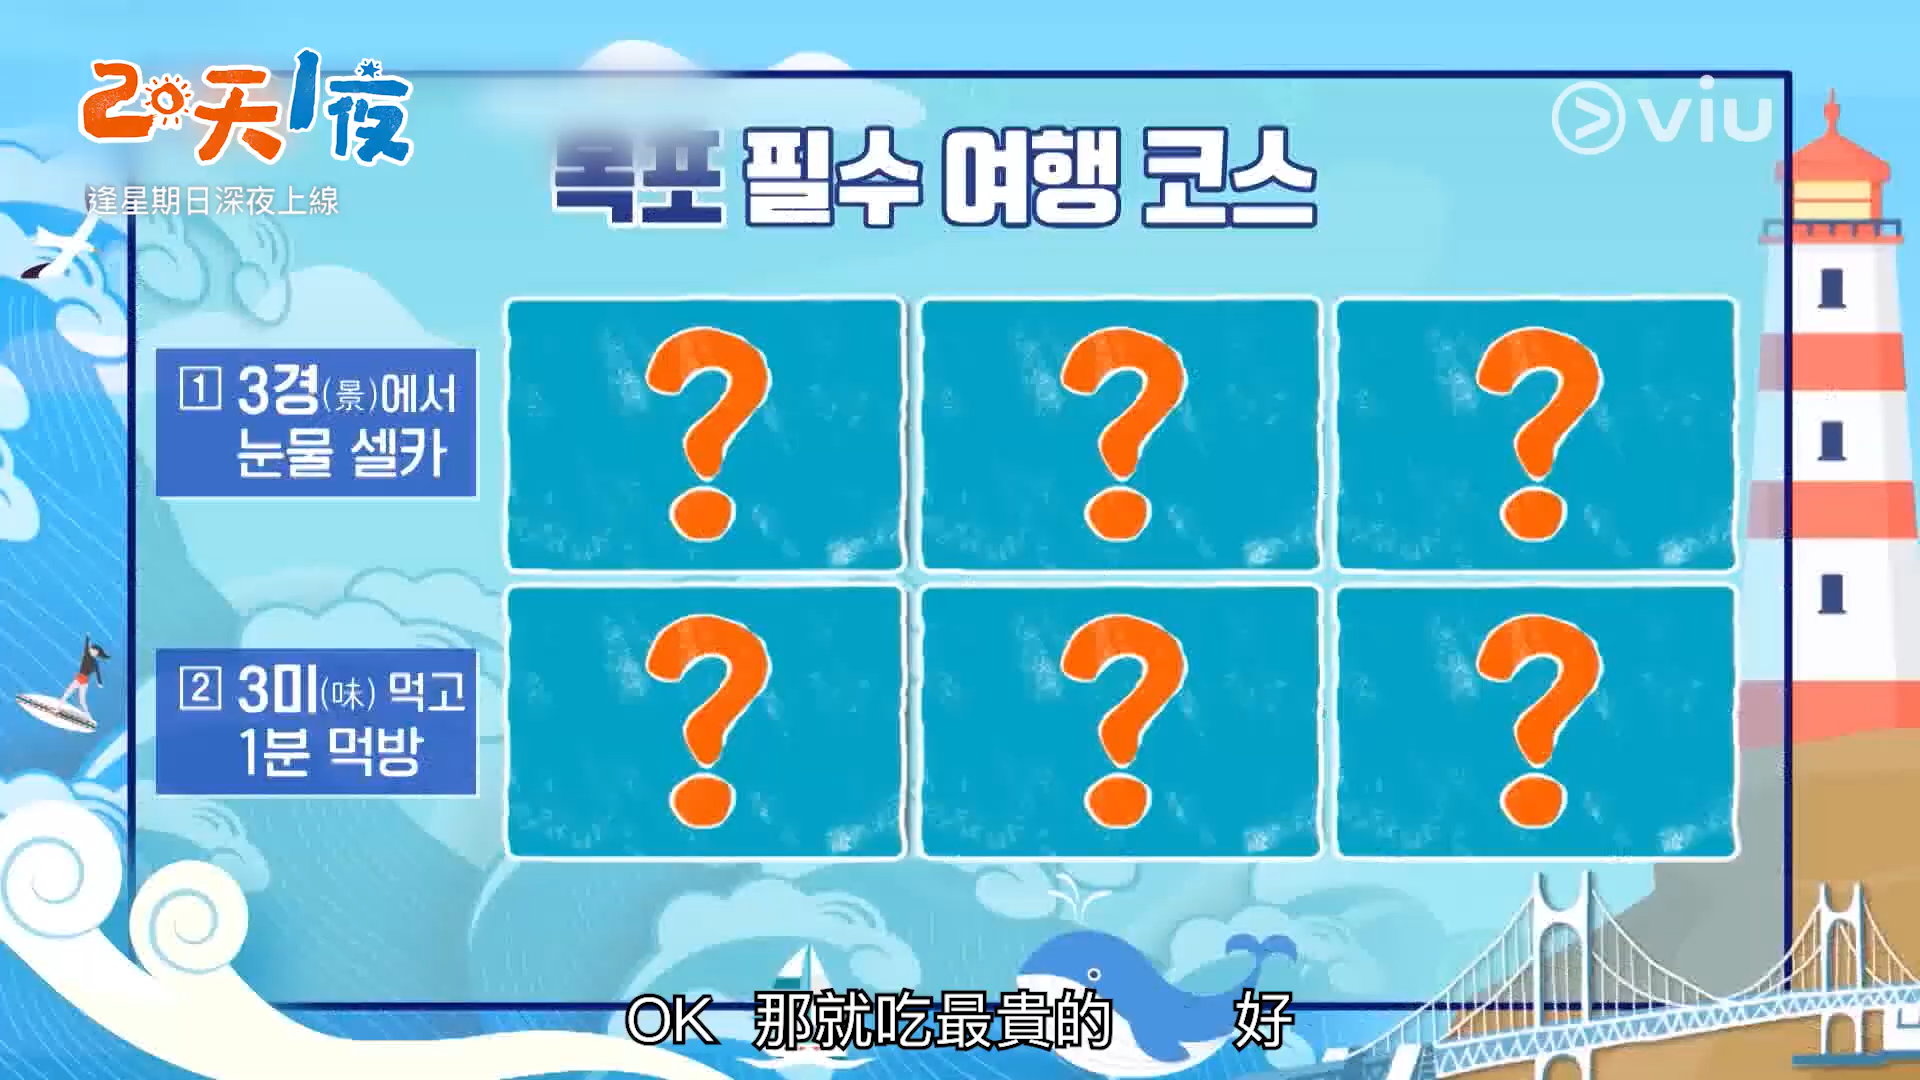 2天1夜
逢星期日深夜上線
viu
목포 필수 여행 코스
1 3경(景)에서
눈물 셀카
?
?
?
2 3미(味) 먹고
1분 먹방
?
?
?
OK 那就吃最貴的 好